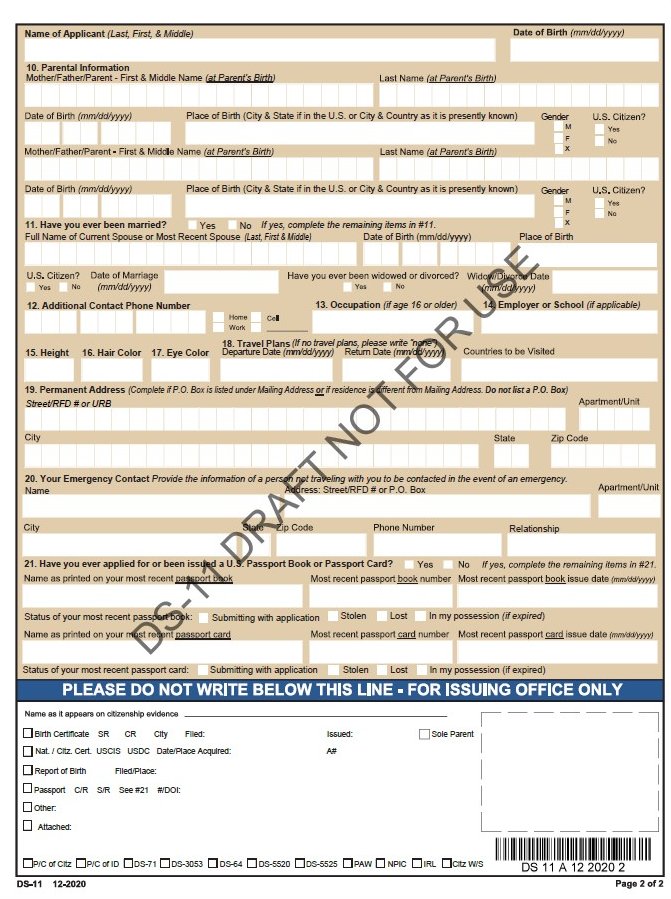 Name of Applicant (Last, First, & Middle) Date of Birth (mm/dd/yyyy)
10. Parental Information
Mother/Father/Parent - First & Middle Name (at Parent's Birth) Last Name (at Parent's Birth)
Date of Birth (mm/dd/yyyy) Place of Birth (City & State if in the U.S. or City & Country as it is presently known) Gender U.S. Citizen?
M Yes
F No
X
Mother/Father/Parent - First & Middle Name (at Parent's Birth) Last Name (at Parent's Birth)
Date of Birth (mm/dd/yyyy) Place of Birth (City & State if in the U.S. or City & Country as it is presently known) Gender U.S. Citizen?
M Yes
F No
X
11. Have you ever been married? Yes No If yes, complete the remaining items in #11.
Full Name of Current Spouse or Most Recent Spouse (Last, First & Middle) Date of Birth (mm/dd/yyyy) Place of Birth
U.S. Citizen? Date of Marriage Have you ever been widowed or divorced? Widow/Divorce Date
Yes No (mm/dd/yyyy) Yes No (mm/dd/yyyy)
12. Additional Contact Phone Number 13. Occupation (if age 16 or older) 14. Employer or School (if applicable)
Home Cell
Work
18. Travel Plans (If no travel plans, please write "none")
15. Height 16. Hair Color 17. Eye Color Departure Date (mm/dd/yyyy) Return Date (mm/dd/yyyy) Countries to be Visited
19. Permanent Address (Complete if P.O. Box is listed under Mailing Address or if residence is different from Mailing Address. Do not list a P.O. Box)
Street/RFD # or URB Apartment/Unit
City State Zip Code
20. Your Emergency Contact Provide the information of a person not traveling with you to be contacted in the event of an emergency.
Name Address: Street/RFD # or P.O. Box Apartment/Unit
City State Zip Code Phone Number Relationship
21. Have you ever applied for or been issued a U.S. Passport Book or Passport Card? Yes No If yes, complete the remaining items in #21.
Name as printed on your most recent passport book Most recent passport book number Most recent passport book issue date (mm/dd/yyyy)
Status of your most recent passport book: Submitting with application Stolen Lost In my possession (if expired)
Name as printed on your most recent passport card Most recent passport card number Most recent passport card issue date (mm/dd/yyyy)
Status of your most recent passport card: Submitting with application Stolen Lost In my possession (if expired)
DS-11 DRAFT NOT FOR USE
PLEASE DO NOT WRITE BELOW THIS LINE - FOR ISSUING OFFICE ONLY
Name as it appears on citizenship evidence
Birth Certificate SR CR City Filed: Issued: Sole Parent
Nat. / Citz. Cert. USCIS USDC Date/Place Acquired: A#
Report of Birth Filed/Place:
Passport C/R S/R See #21 #/DOI:
Other:
Attached:
P/C of Citz P/C of ID DS-71 DS-3053 DS-64 DS-5520 DS-5525 PAW NPIC IRL Citz W/S
DS 11 A 12 2020 2
DS-11 12-2020 Page 2 of 2